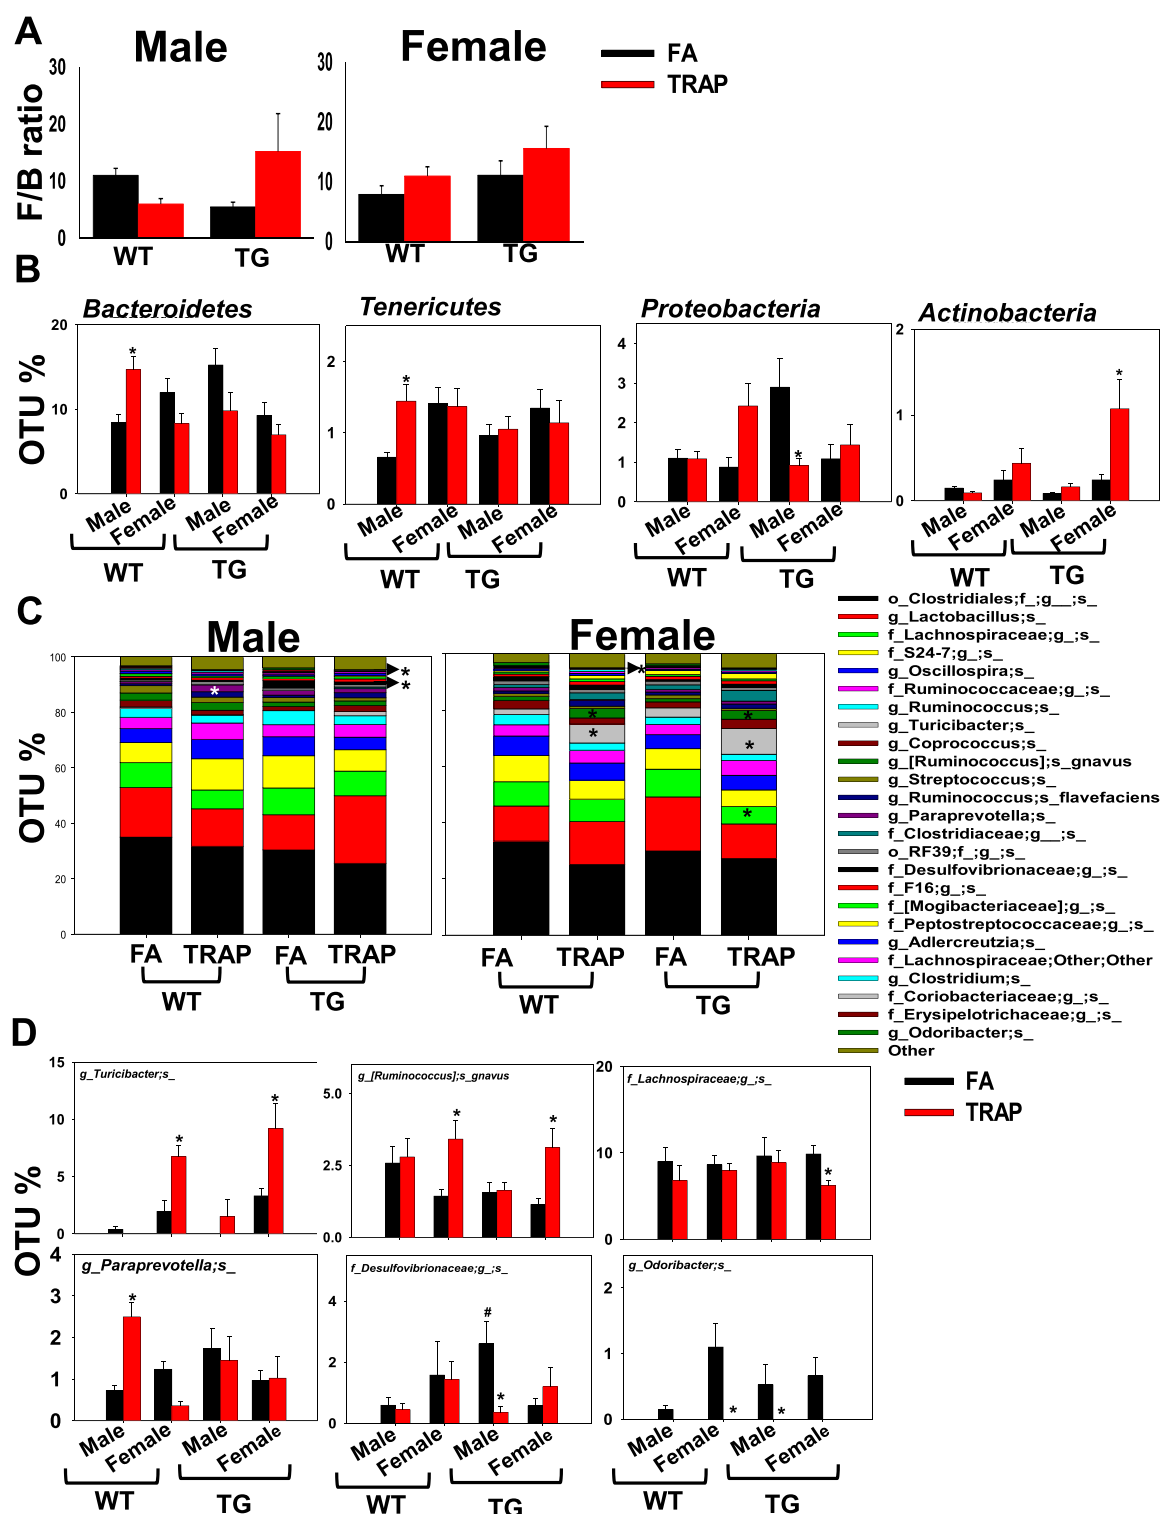 A
Male
Female
FA
TRAP
F/B ratio
30
20
10
0
30
20
10
0
WT
TG
WT
TG
B
Bacteroidetes
Tenericutes
Proteobacteria
Actinobacteria
OTU %
20
10
0
*
2
1
0
*
4
3
2
1
0
*
2
1
0
*
Male
Female
Male
Female
Male
Female
Male
Female
Male
Female
Male
Female
Male
Female
Male
Female
WT
TG
WT
TG
WT
TG
WT
TG
C
Male
Female
OTU %
100
80
60
40
20
0
*
*
*
*
*
*
*
*
*
FA
TRAP
FA
TRAP
FA
TRAP
FA
TRAP
WT
TG
WT
TG
o_Clostridiales;f_;g__;s_
g_Lactobacillus;s_
f_Lachnospiraceae;g_;s_
f_S24-7;g_;s_
g_Oscillospira;s_
f_Ruminococcaceae;g_;s_
g_Ruminococcus;s_
g_Turicibacter;s_
g_Coprococcus;s_
g_[Ruminococcus];s_gnavus
g_Streptococcus;s_
g_Ruminococcus;s_flavefaciens
g_Paraprevotella;s_
f_Clostridiaceae;g__;s_
o_RF39;f_;g_;s_
f_Desulfovibrionaceae;g_;s_
f_F16;g_;s_
f_[Mogibacteriaceae];g_;s_
f_Peptostreptococcaceae;g_;s_
g_Adlercreutzia;s_
f_Lachnospiraceae;Other;Other
g_Clostridium;s_
f_Coriobacteriaceae;g_;s_
f_Erysipelotrichaceae;g_;s_
g_Odoribacter;s_
Other
D
FA
TRAP
OTU %
g_Turicibacter;s_
15
10
5
0
*
*
g_[Ruminococcus];s_gnavus
5.0
2.5
0.0
*
*
f_Lachnospiraceae;g_;s_
20
10
0
*
g_Paraprevotella;s_
4
3
2
1
0
*
f_Desulfovibrionaceae;g_;s_
4
2
0
#
*
g_Odoribacter;s_
2
1
0
*
*
Male
Female
Male
Female
Male
Female
Male
Female
Male
Female
Male
Female
WT
TG
WT
TG
WT
TG